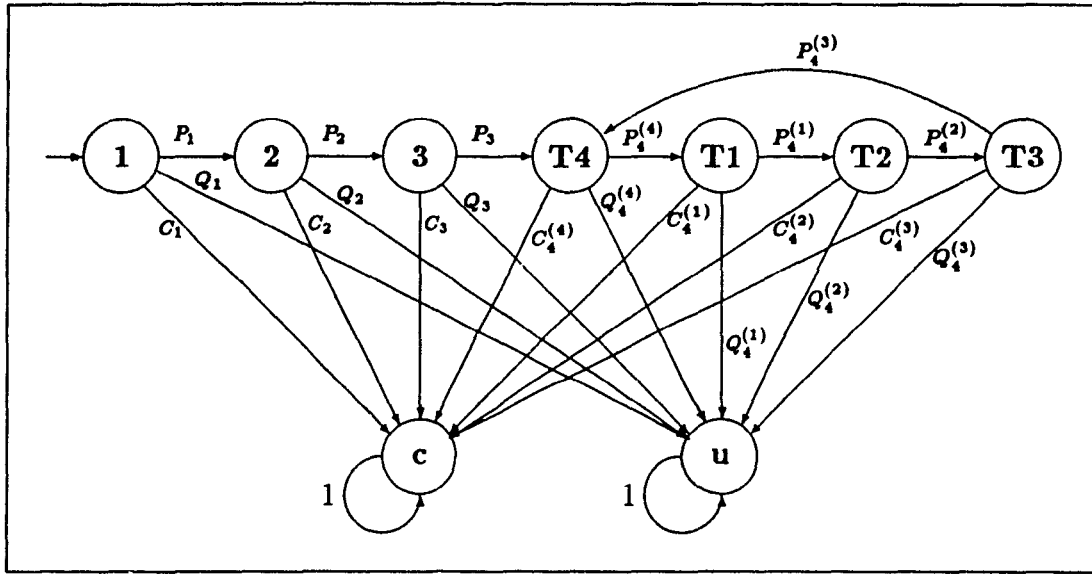 P_4^{(3)}
1 P_1 2 P_2 3 P_3 T4 P_4^{(4)} T1 P_4^{(1)} T2 P_4^{(2)} T3
Q_1 Q_2 Q_3 Q_4^{(4)}
C_1 C_2 C_3 C_4^{(4)} C_4^{(1)} C_4^{(2)} C_4^{(3)} Q_4^{(3)}
Q_4^{(2)}
Q_4^{(1)}
c u
1 1